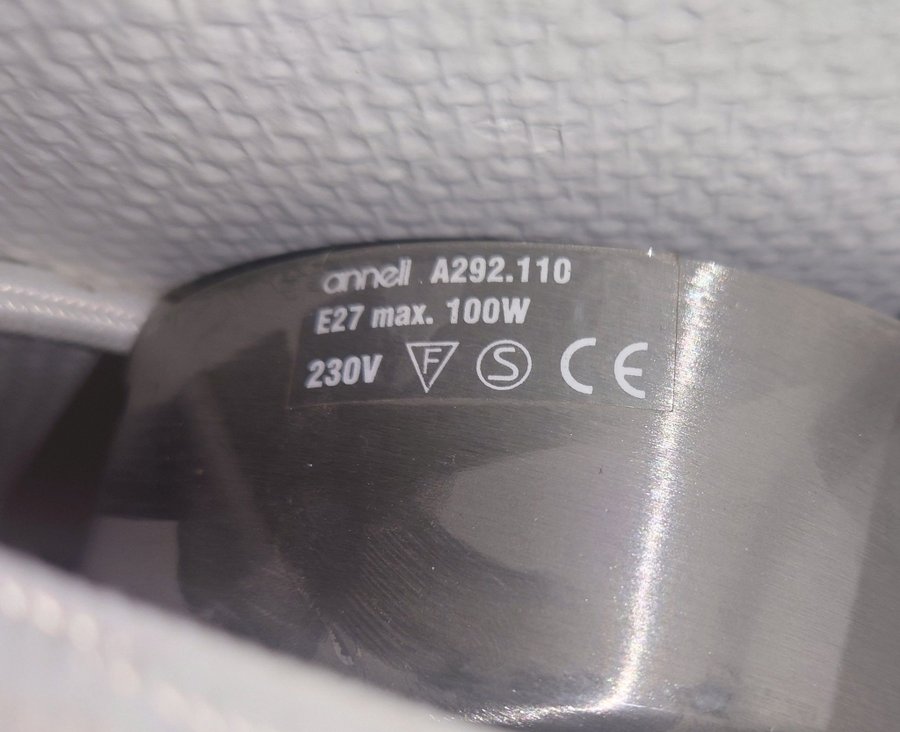 annell A292.110
E27 max. 100W
230V F S CE